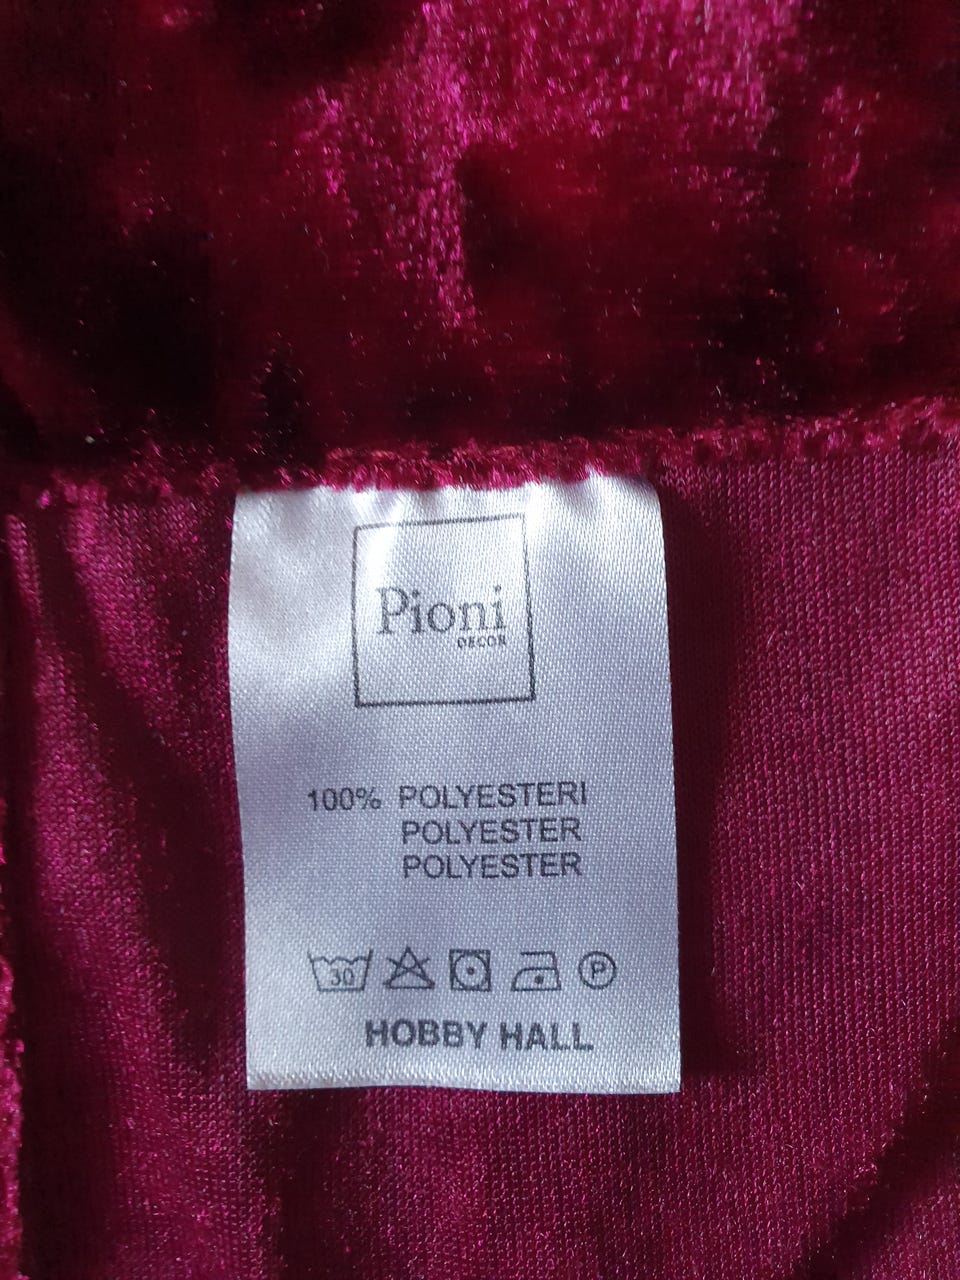 Pioni
DECOR
100% POLYESTERI
POLYESTER
POLYESTER
30
P
HOBBY HALL